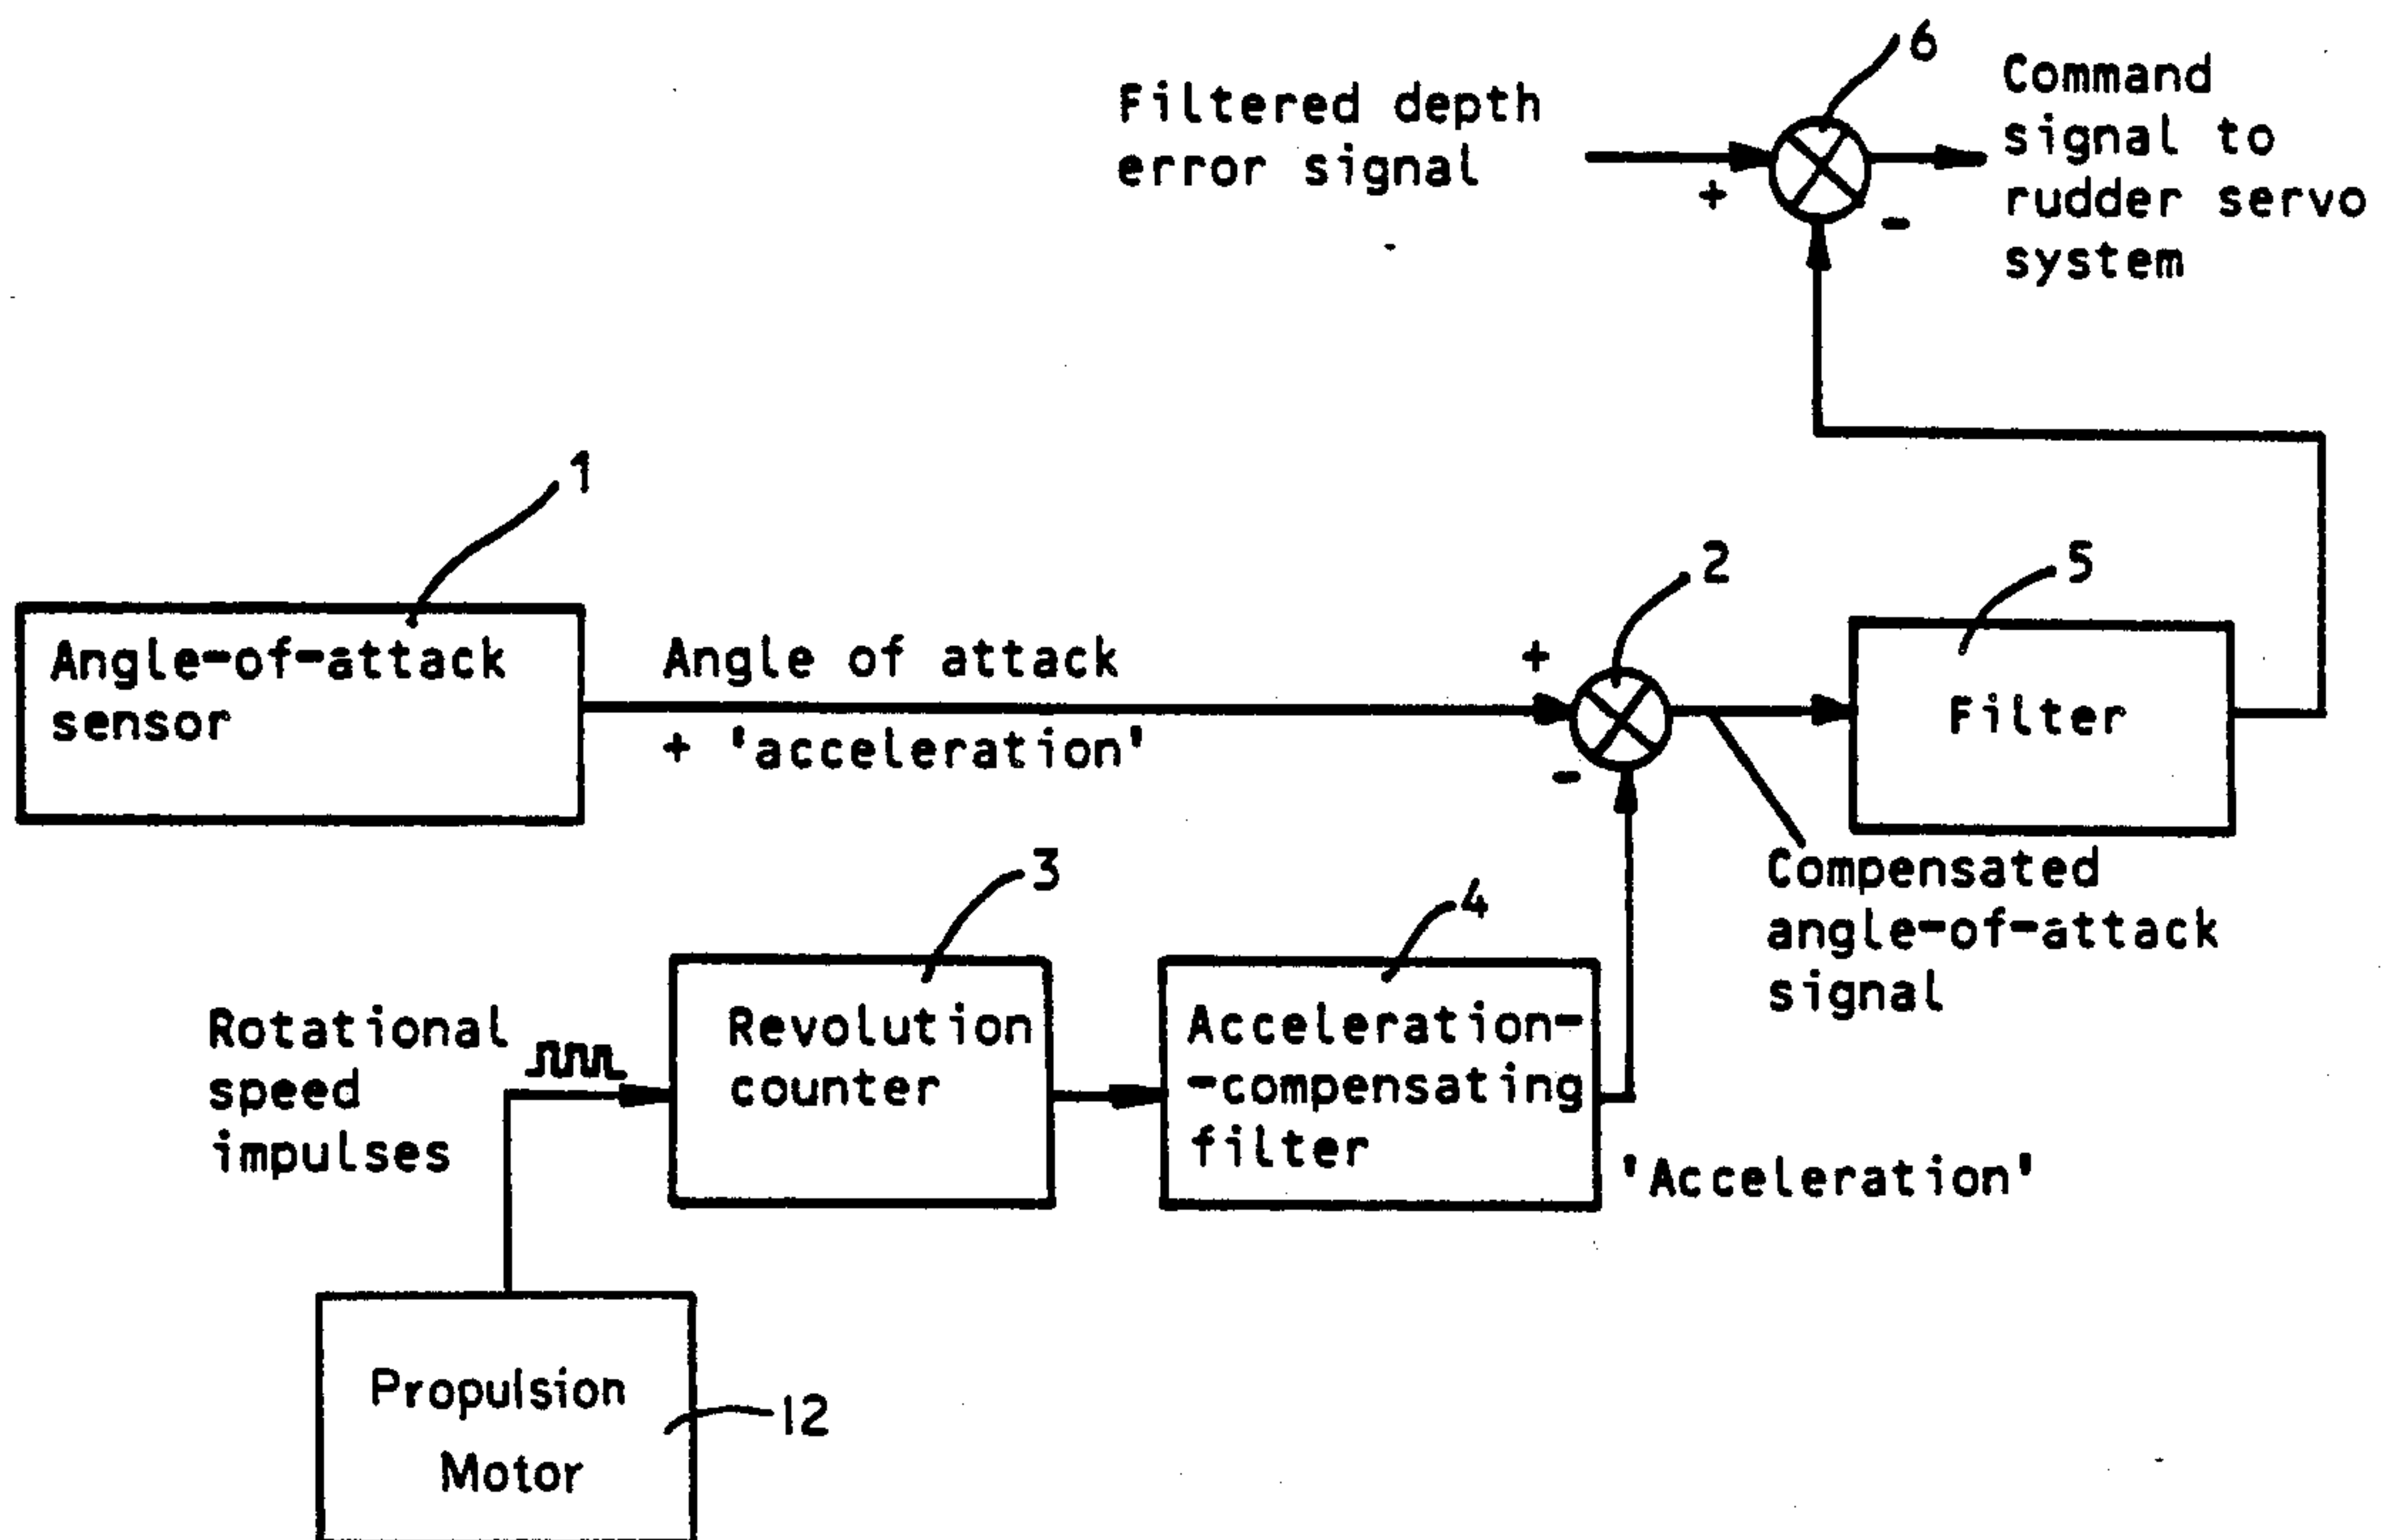 6
Filtered depth
error signal
+
-
Command
signal to
rudder servo
system
1
Angle-of-attack
sensor
Angle of attack
+ 'acceleration'
+
-
2
5
Filter
Compensated
angle-of-attack
signal
Rotational
speed
impulses
3
Revolution
counter
4
Acceleration-
-compensating
filter
'Acceleration'
Propulsion
Motor
12